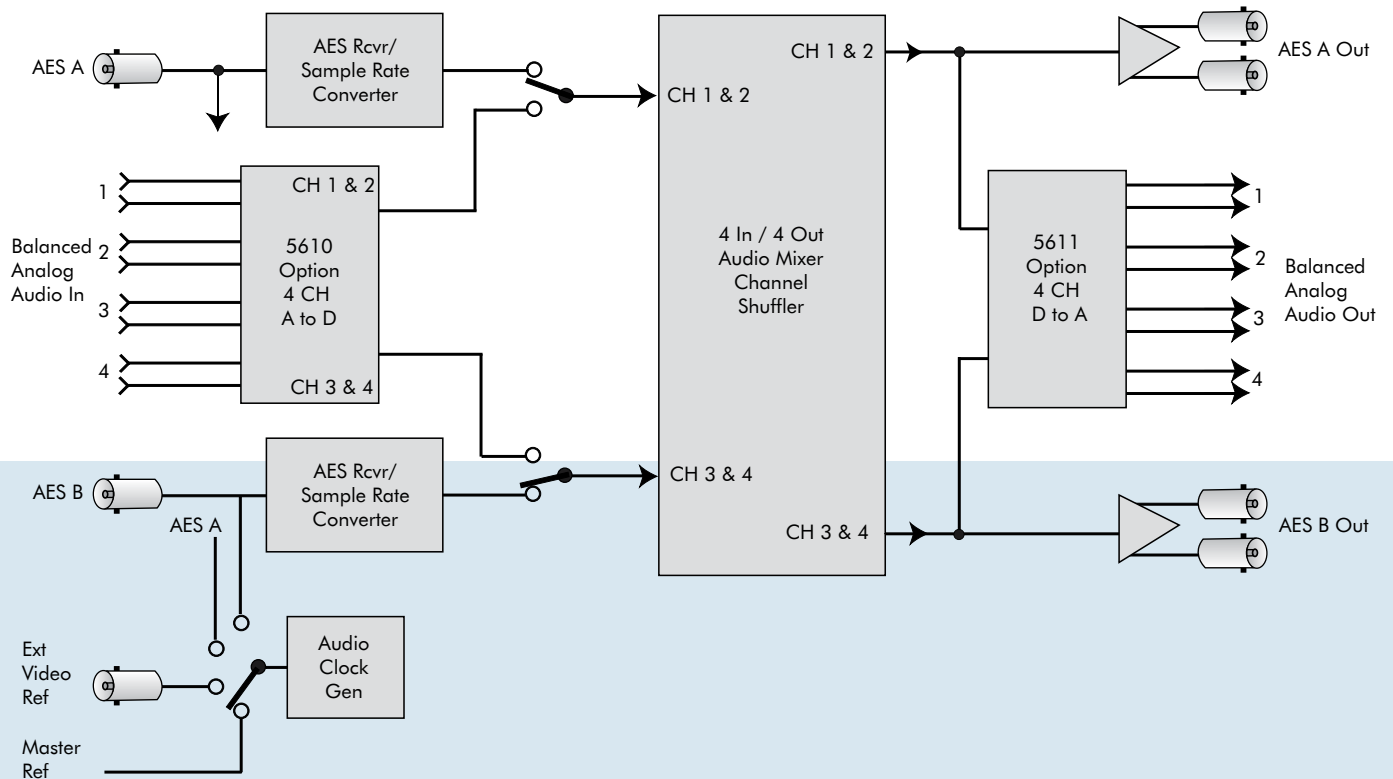 AES A
AES Rcvr/
Sample Rate
Converter
CH 1 & 2
CH 1 & 2
AES A Out
Balanced
Analog
Audio In
1
2
3
4
CH 1 & 2
5610
Option
4 CH
A to D
CH 3 & 4
4 In / 4 Out
Audio Mixer
Channel
Shuffler
5611
Option
4 CH
D to A
1
2
3
4
Balanced
Analog
Audio Out
AES B
AES A
AES Rcvr/
Sample Rate
Converter
CH 3 & 4
CH 3 & 4
AES B Out
Ext
Video
Ref
Audio
Clock
Gen
Master
Ref